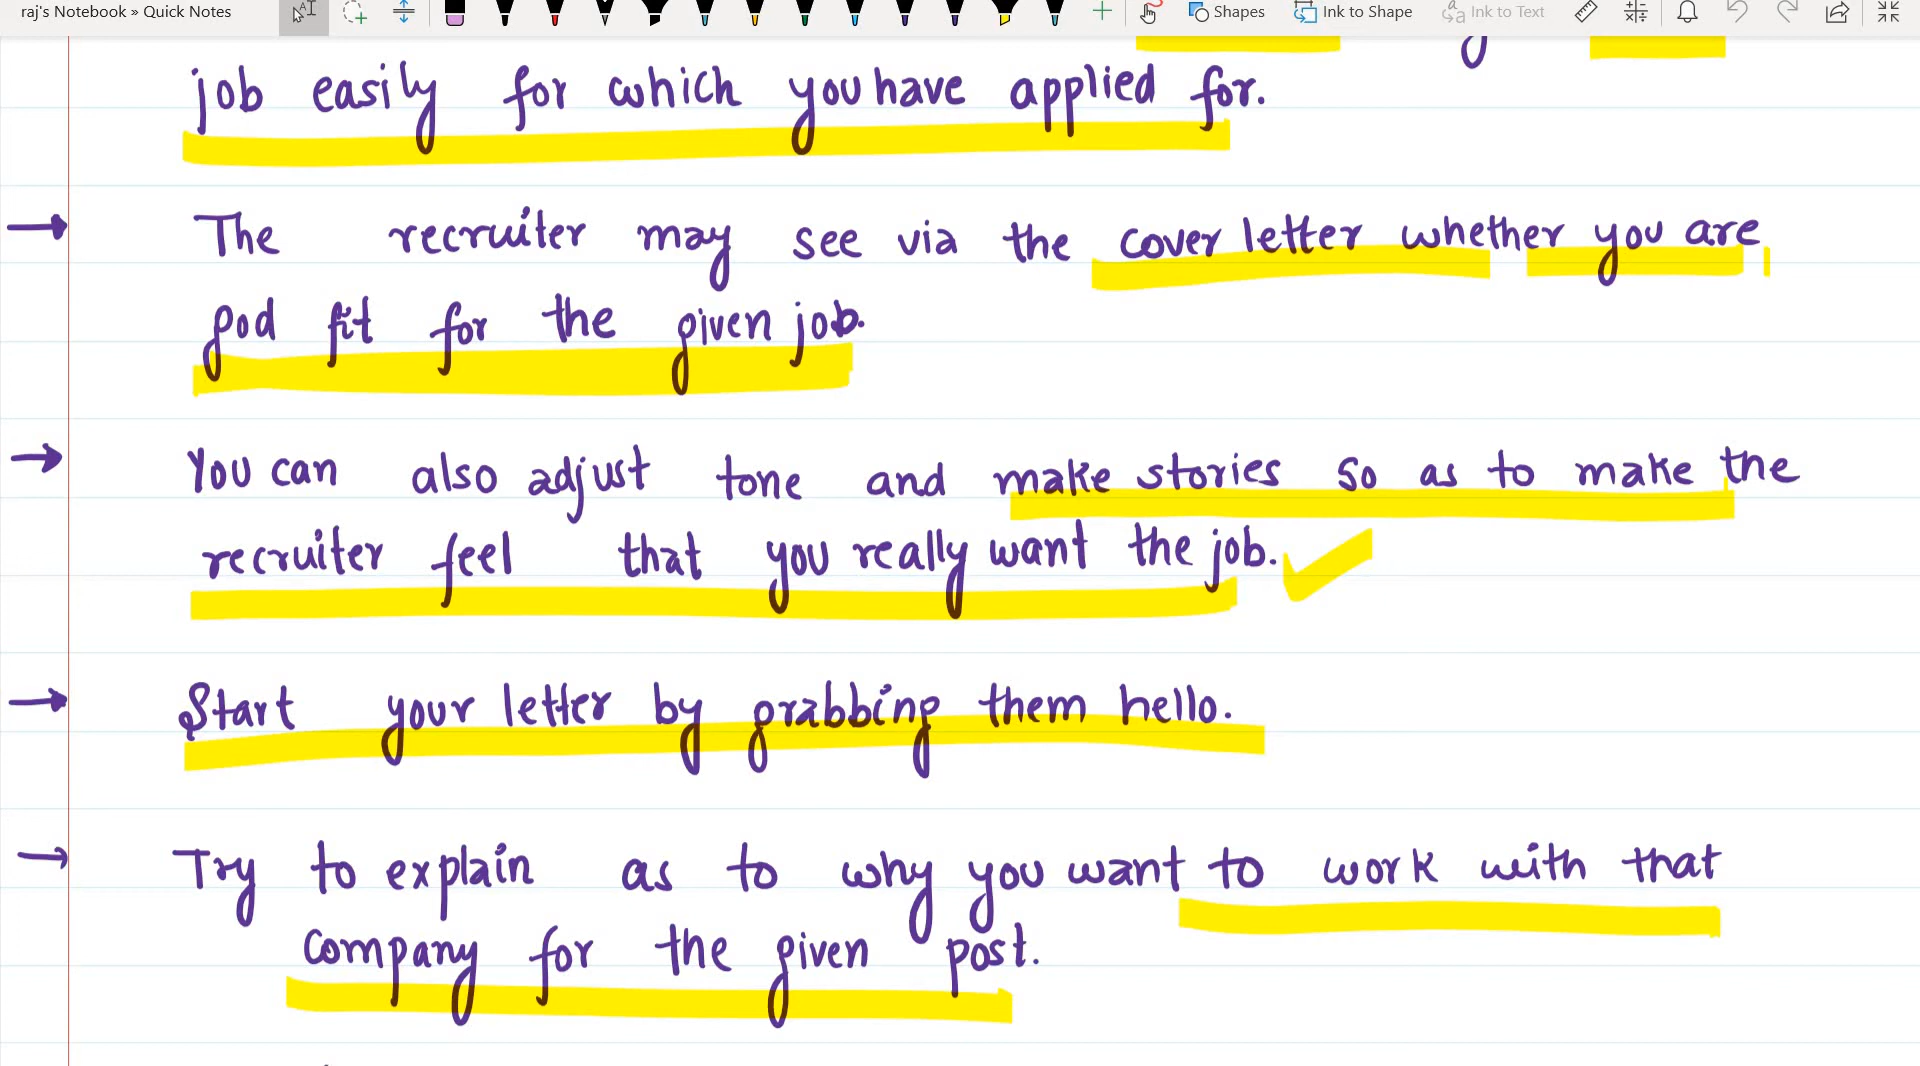 raj's Notebook » Quick Notes
Shapes
Ink to Shape
Ink to Text
job easily for which you have applied for.
→ The recruiter may see via the cover letter whether you are
god fit for the given job.
→ You can also adjust tone and make stories so as to make the
recruiter feel that you really want the job.
→ Start your letter by grabbing them hello.
→ Try to explain as to why you want to work with that
company for the given post.